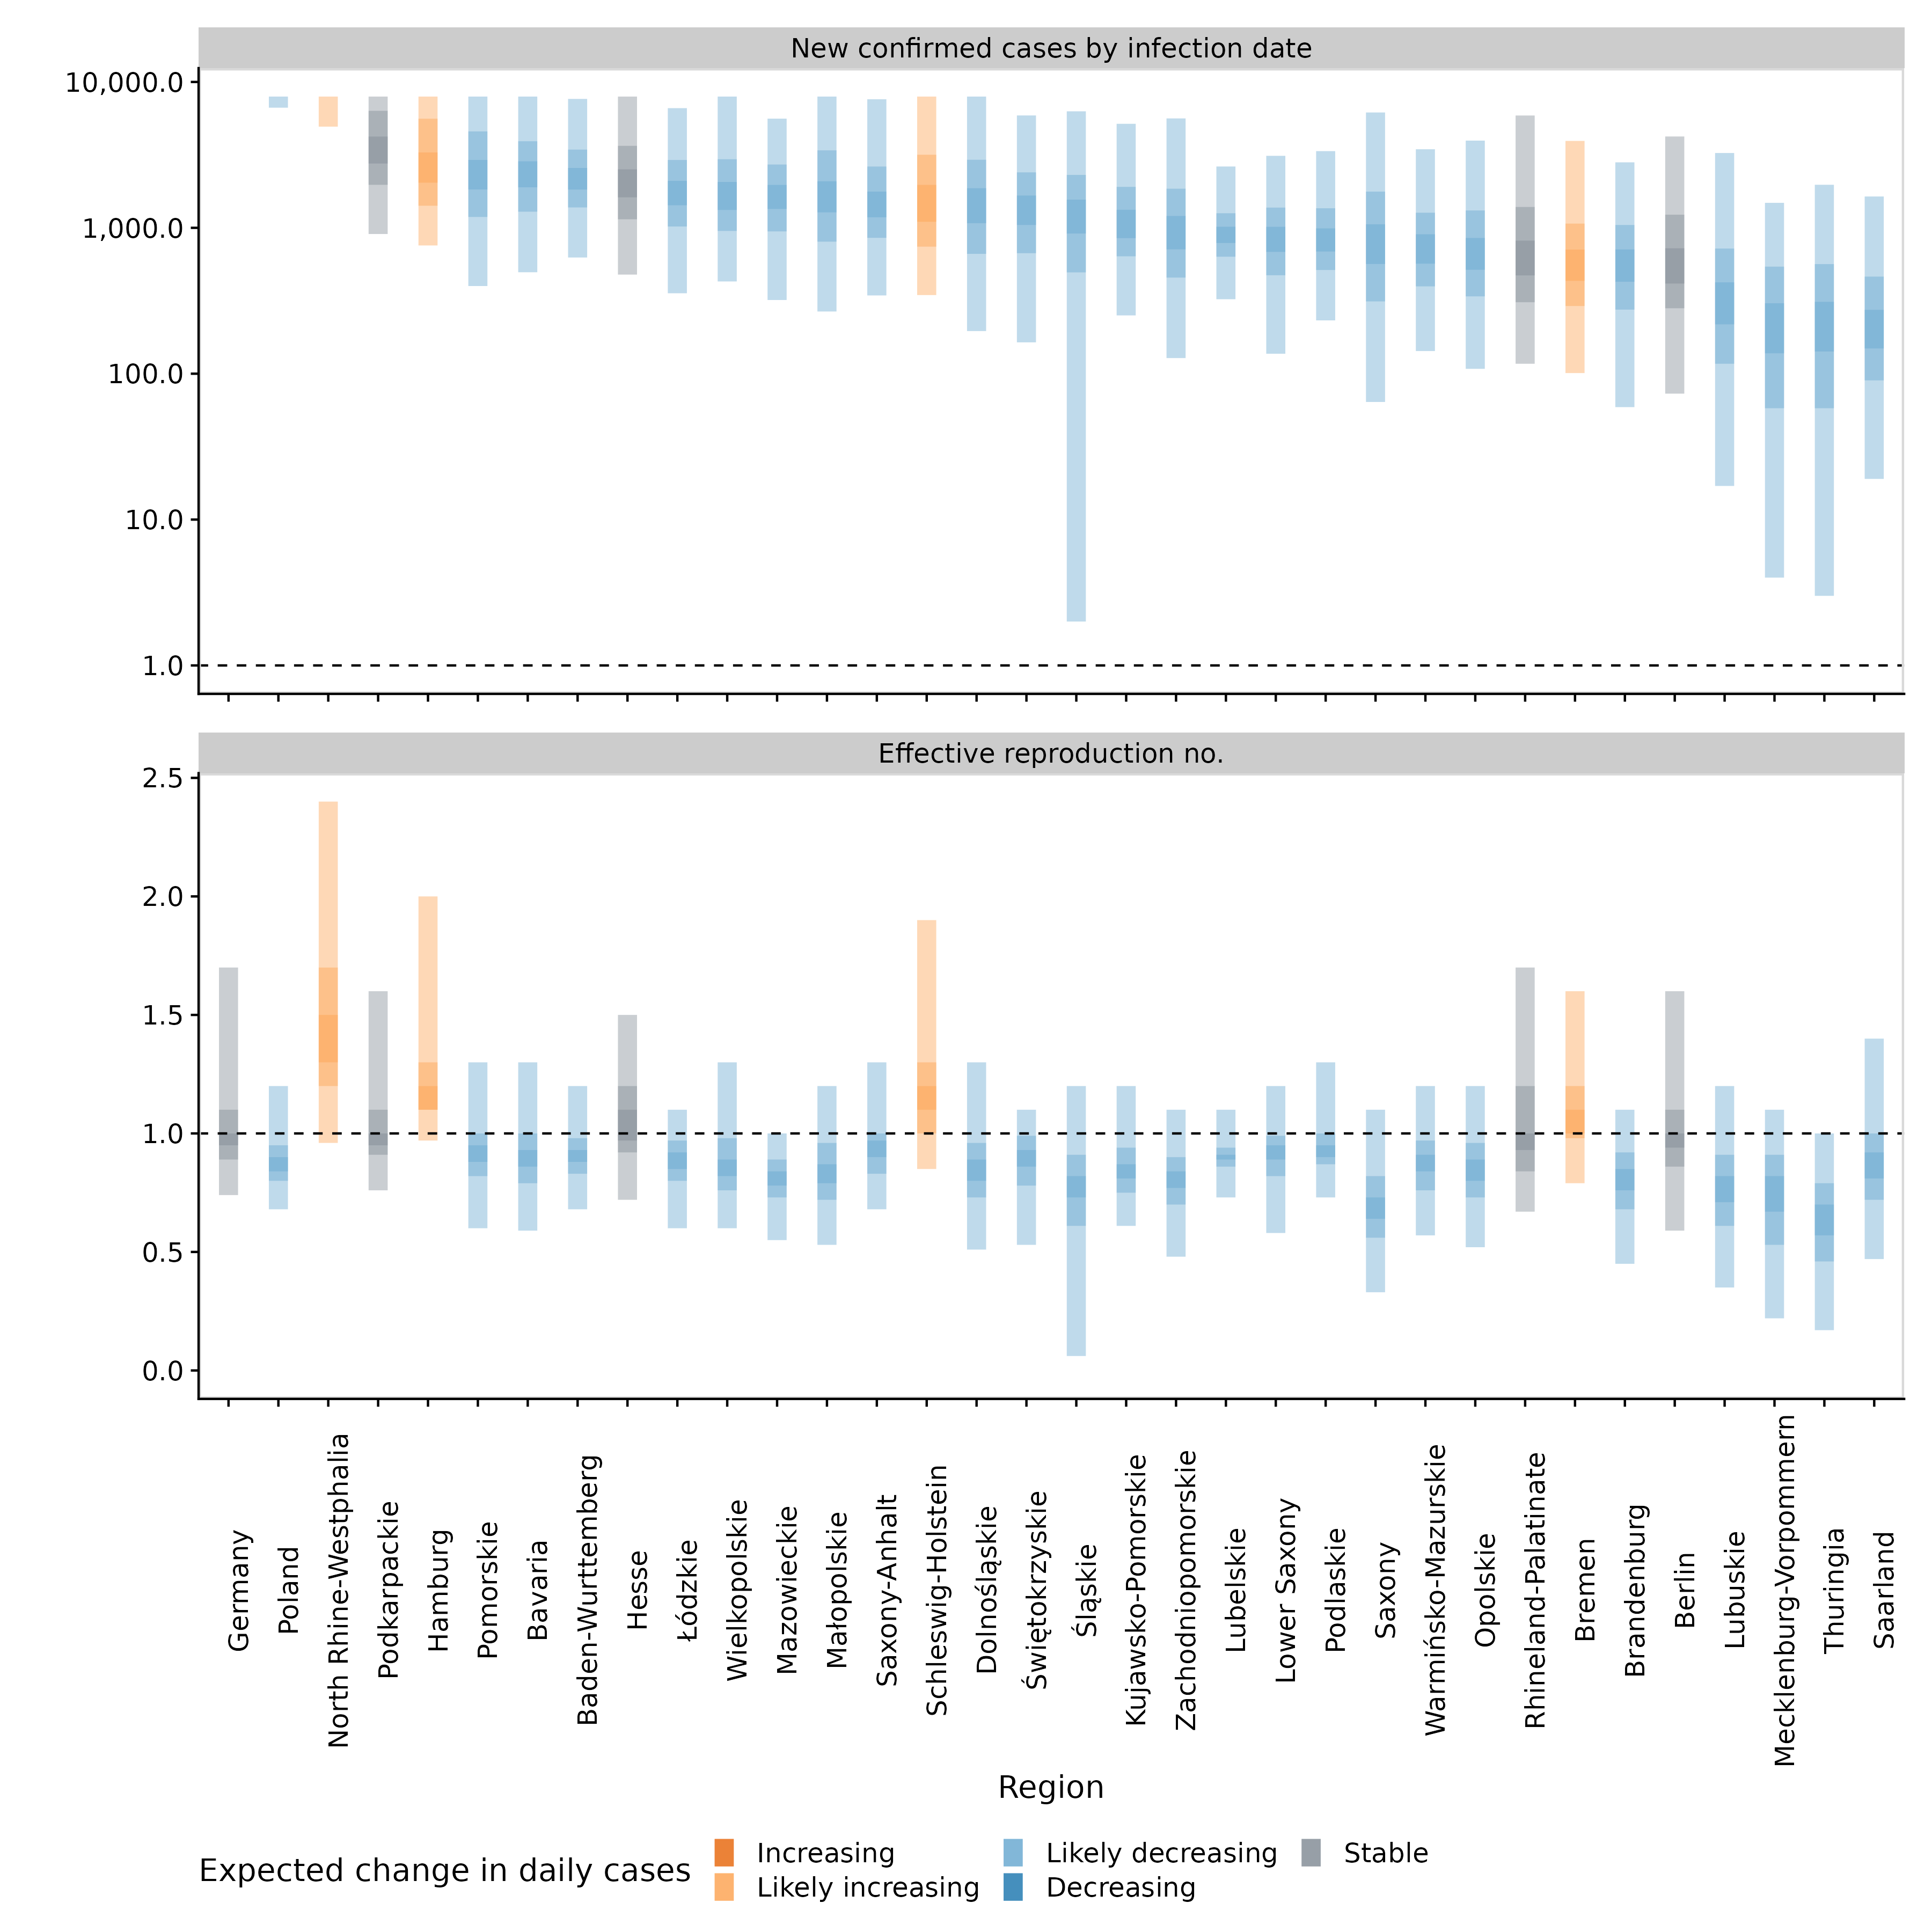 New confirmed cases by infection date
10,000.0
1,000.0
100.0
10.0
1.0
Effective reproduction no.
2.5
2.0
1.5
1.0
0.5
0.0
Germany
Poland
North Rhine-Westphalia
Podkarpackie
Hamburg
Pomorskie
Bavaria
Baden-Wurttemberg
Hesse
Łódzkie
Wielkopolskie
Mazowieckie
Małopolskie
Saxony-Anhalt
Schleswig-Holstein
Dolnośląskie
Świętokrzyskie
Śląskie
Kujawsko-Pomorskie
Zachodniopomorskie
Lubelskie
Lower Saxony
Podlaskie
Saxony
Warmińsko-Mazurskie
Opolskie
Rhineland-Palatinate
Bremen
Brandenburg
Berlin
Lubuskie
Mecklenburg-Vorpommern
Thuringia
Saarland
Region
Expected change in daily cases
Increasing
Likely increasing
Likely decreasing
Decreasing
Stable